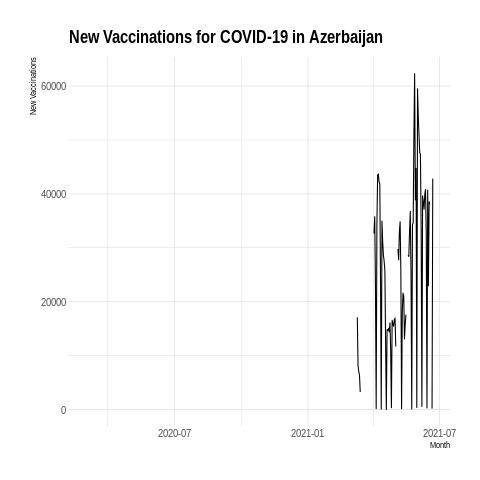 New Vaccinations for COVID-19 in Azerbaijan
New Vaccinations
60000
40000
20000
0
2020-07
2021-01
2021-07
Month